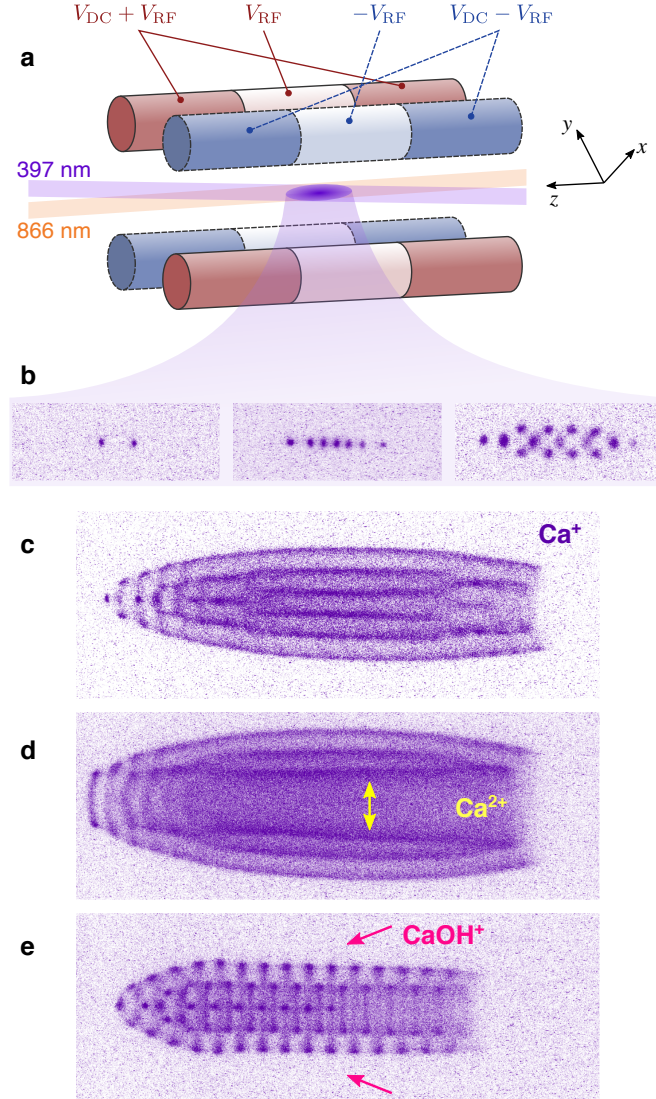 V_DC + V_RF V_RF −V_RF V_DC − V_RF
a
y
x
z
397 nm
866 nm
b
c
Ca⁺
d
Ca²⁺
e
CaOH⁺